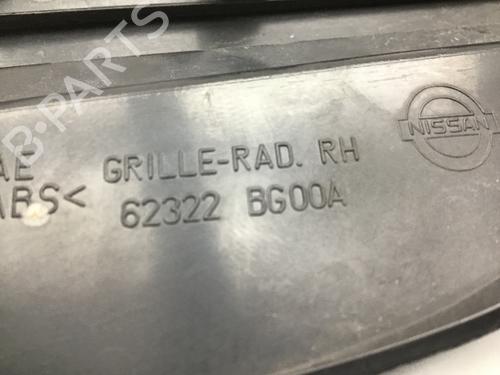 B-PARTS
AE GRILLE-RAD. RH
ABS< 62322 BG00A
NISSAN